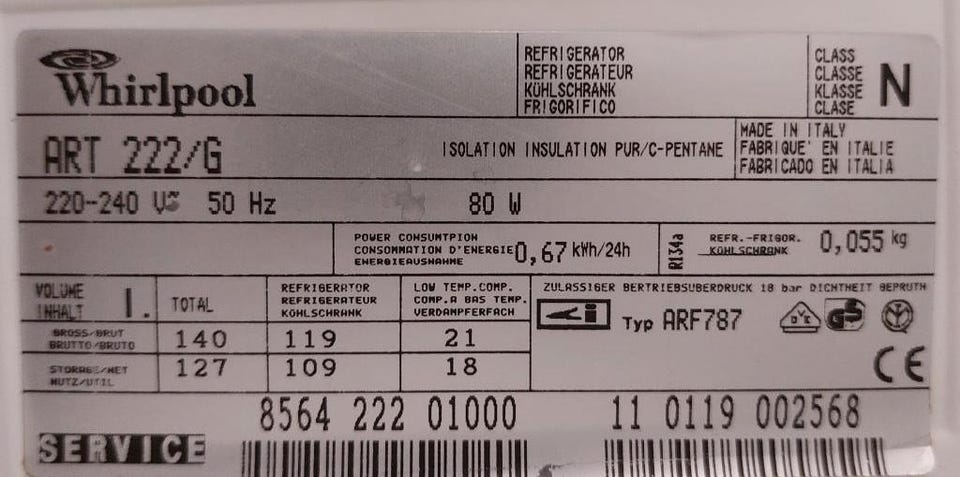 Whirlpool
REFRIGERATOR
REFRIGERATEUR
KÜHLSCHRANK
FRIGORIFICO
CLASS
CLASSE
KLASSE
CLASE
N
ART 222/G
ISOLATION INSULATION PUR/C-PENTANE
MADE IN ITALY
FABRIQUE' EN ITALIE
FABRICADO EN ITALIA
220-240 V 50 Hz 80 W
POWER CONSUMTPION
CONSOMMATION D'ENERGIE
ENERGIEAUSNAHME
0,67 kWh/24h
R134a
REFR.-FRIGOR.
KÜHLSCHRANK
0,055 kg
VOLUME
INHALT
l.
TOTAL
REFRIGERATOR
REFRIGERATEUR
KÜHLSCHRANK
LOW TEMP.COMP.
COMP.A BAS TEMP.
VERDAMPFERFACH
GROSS/BRUT
BRUTTO/BRUTO
140 119 21
STORAGE/NET
NUTZ/UTIL
127 109 18
ZULASSIGER BERTRIEBSUBERDRUCK 18 bar DICHTHEIT GEPRUTH
Typ ARF787
DVE
GS
CE
8564 222 01000
11 0119 002568
SERVICE